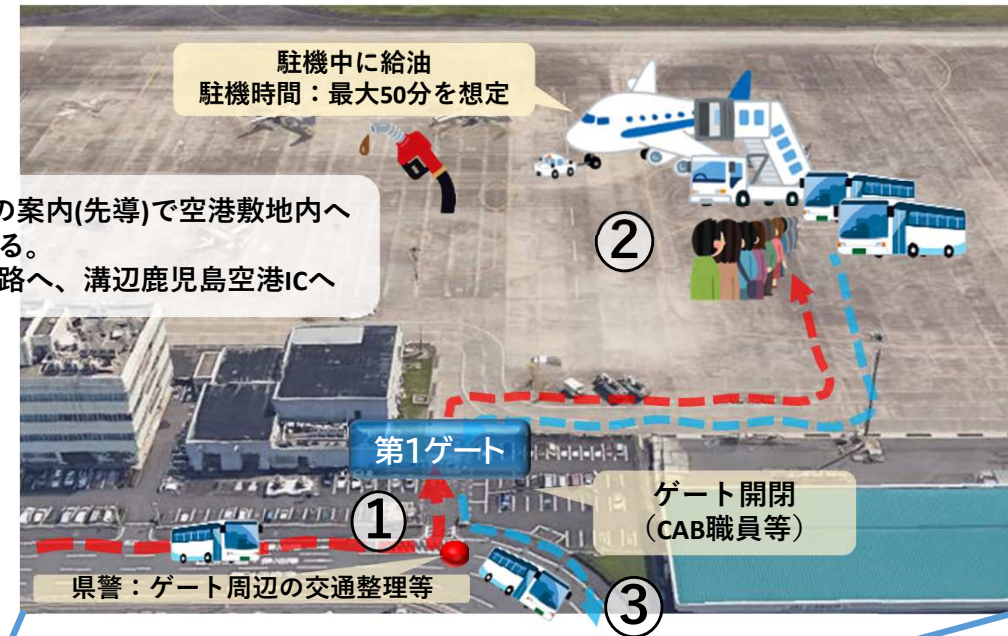 駐機中に給油
駐機時間：最大50分を想定
の案内(先導)で空港敷地内へ
る。
路へ、溝辺鹿児島空港ICへ
②
第1ゲート
①
ゲート開閉
（CAB職員等）
県警：ゲート周辺の交通整理等
③